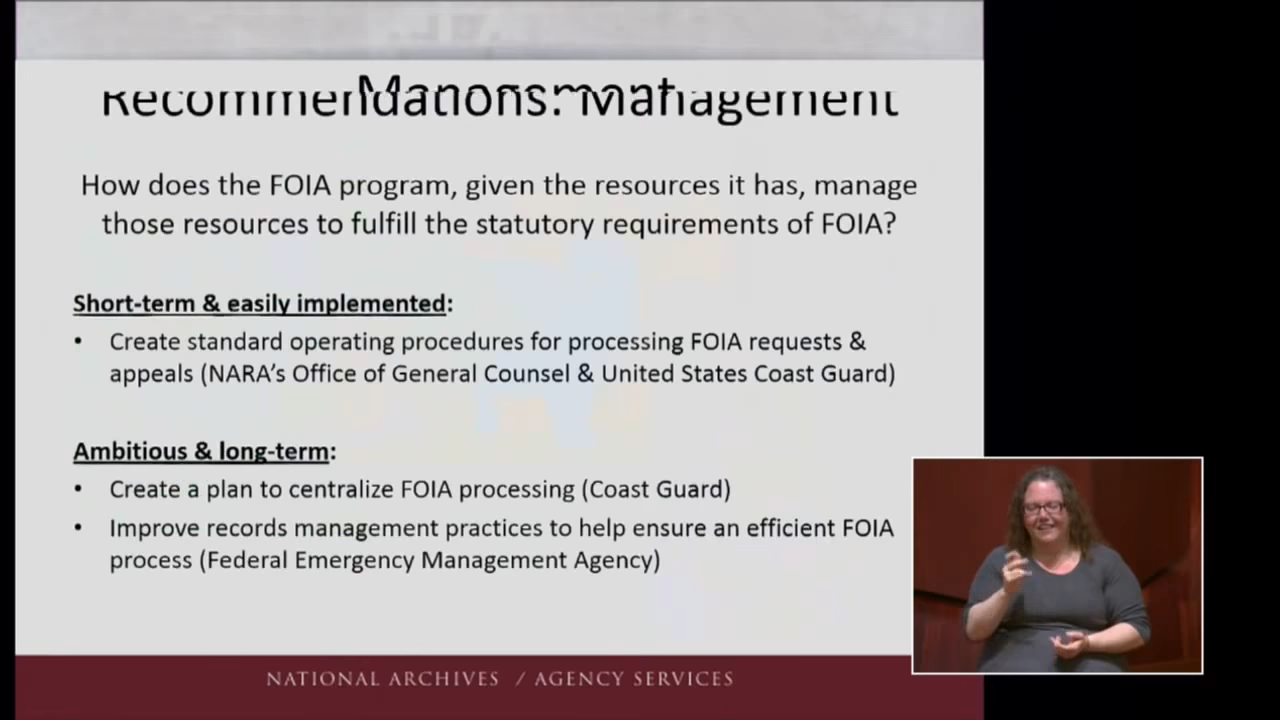 Recommendations: Management
How does the FOIA program, given the resources it has, manage
those resources to fulfill the statutory requirements of FOIA?
Short-term & easily implemented:
• Create standard operating procedures for processing FOIA requests &
appeals (NARA’s Office of General Counsel & United States Coast Guard)
Ambitious & long-term:
• Create a plan to centralize FOIA processing (Coast Guard)
• Improve records management practices to help ensure an efficient FOIA
process (Federal Emergency Management Agency)
NATIONAL ARCHIVES / AGENCY SERVICES